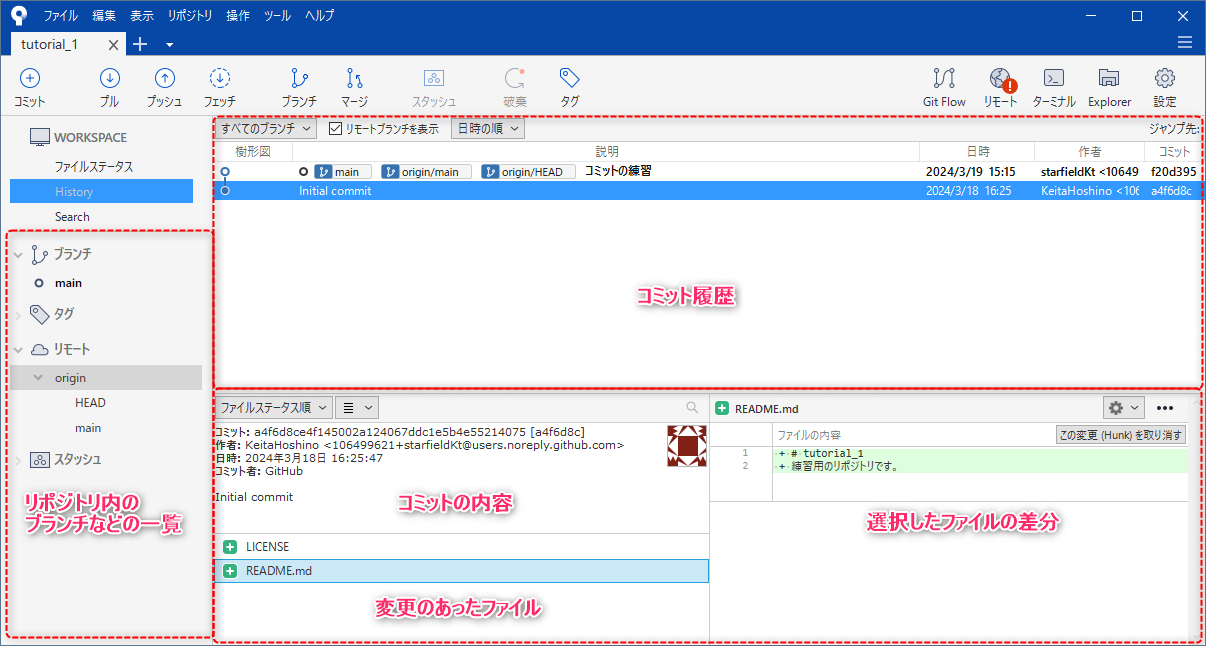 ファイル 編集 表示 リポジトリ 操作 ツール ヘルプ
tutorial_1
コミット プル プッシュ フェッチ ブランチ マージ スタッシュ 破棄 タグ Git Flow リモート ターミナル Explorer 設定
WORKSPACE
ファイルステータス
History
Search
ブランチ
main
タグ
リモート
origin
HEAD
main
スタッシュ
リポジトリ内の
ブランチなどの一覧
すべてのブランチ リモートブランチを表示 日時の順 ジャンプ先:
樹形図 説明 日時 作者 コミット
main origin/main origin/HEAD コミットの練習 2024/3/19 15:15 starfieldKt <10649 f20d395
Initial commit 2024/3/18 16:25 KeitaHoshino <106 a4f6d8c
コミット履歴
ファイルステータス順
コミット: a4f6d8ce4f145002a124067ddc1e5b4e55214075 [a4f6d8c]
作者: KeitaHoshino <106499621+starfieldKt@users.noreply.github.com>
日時: 2024年3月18日 16:25:47
コミット者: GitHub
Initial commit
コミットの内容
LICENSE
README.md
変更のあったファイル
README.md
ファイルの内容 この変更 (Hunk) を取り消す
1 + # tutorial_1
2 + 練習用のリポジトリです。
選択したファイルの差分